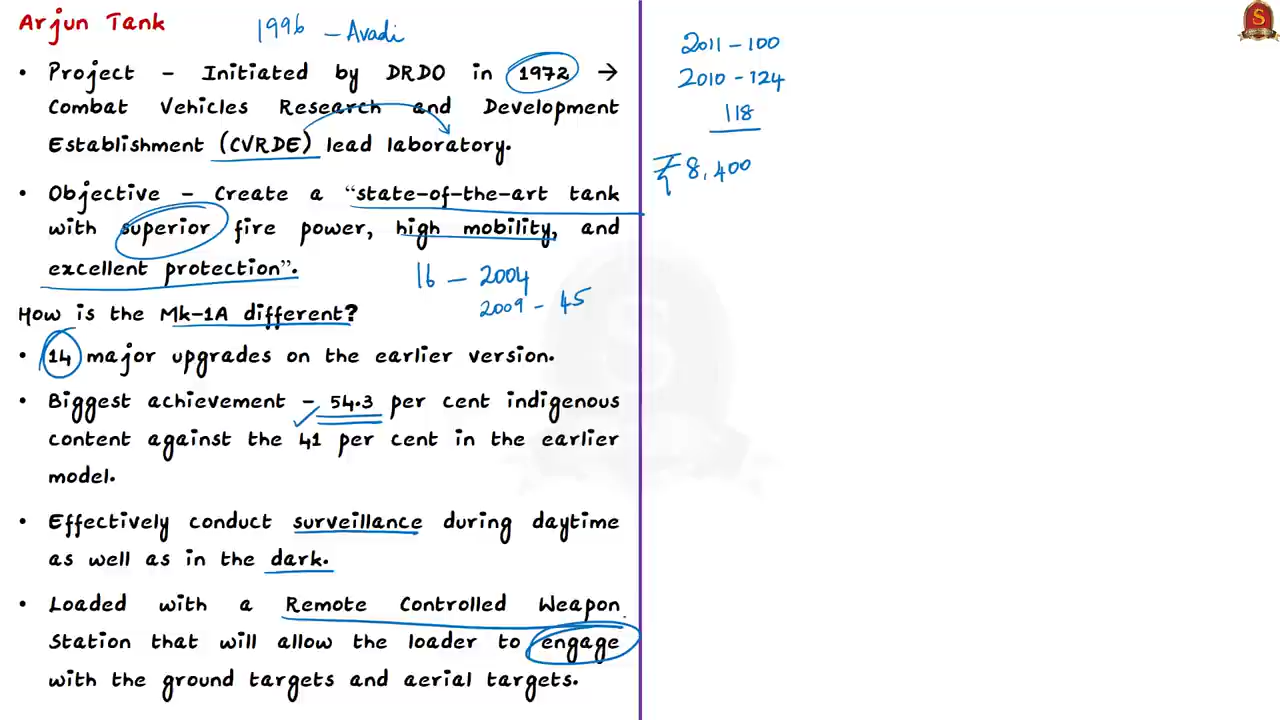 Arjun Tank
1996 - Avadi
• Project - Initiated by DRDO in 1972 →
Combat Vehicles Research and Development
Establishment (CVRDE) lead laboratory.
• Objective - Create a “state-of-the-art tank
with superior fire power, high mobility, and
excellent protection”.
16 - 2004
2009 - 45
How is the Mk-1A different?
• 14 major upgrades on the earlier version.
• Biggest achievement - 54.3 per cent indigenous
content against the 41 per cent in the earlier
model.
• Effectively conduct surveillance during daytime
as well as in the dark.
• Loaded with a Remote Controlled Weapon
Station that will allow the loader to engage
with the ground targets and aerial targets.
2011 - 100
2010 - 124
118
₹ 8,400
S